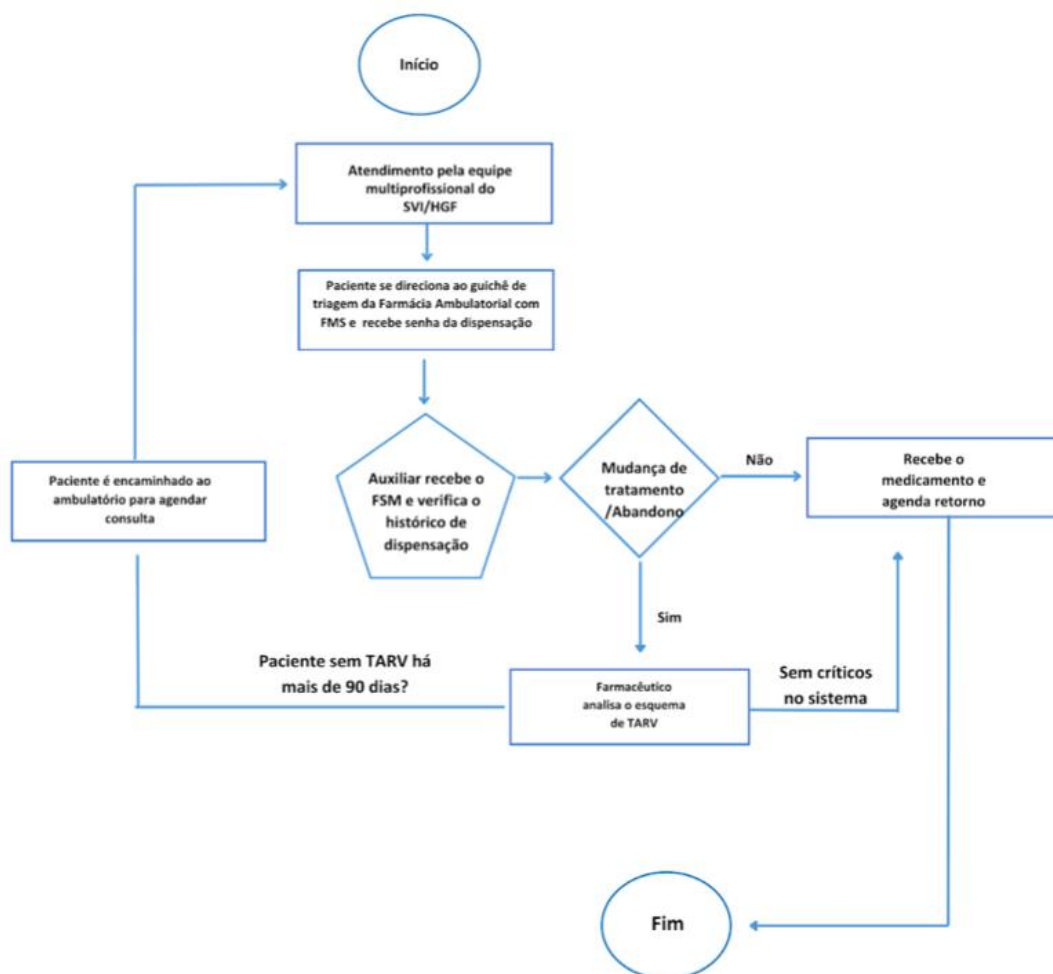 Início
Atendimento pela equipe
multiprofissional do
SVI/HGF
Paciente se direciona ao guichê de
triagem da Farmácia Ambulatorial com
FMS e recebe senha da dispensação
Paciente é encaminhado ao
ambulatório para agendar
consulta
Auxiliar recebe o
FSM e verifica o
histórico de
dispensação
Mudança de
tratamento
/Abandono
Não
Recebe o
medicamento e
agenda retorno
Sim
Paciente sem TARV há
mais de 90 dias?
Farmacêutico
analisa o esquema
de TARV
Sem críticos
no sistema
Fim